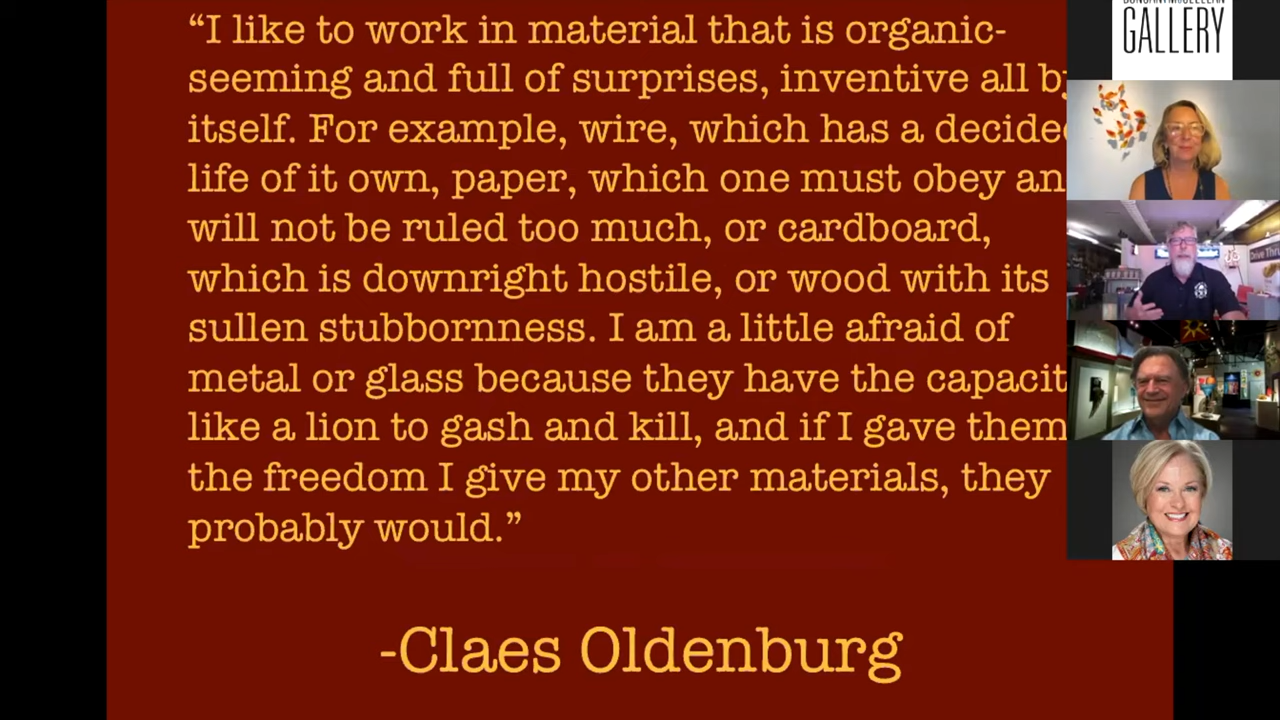 “I like to work in material that is organic-
seeming and full of surprises, inventive all by
itself. For example, wire, which has a decided
life of it own, paper, which one must obey an
will not be ruled too much, or cardboard,
which is downright hostile, or wood with its
sullen stubbornness. I am a little afraid of
metal or glass because they have the capacit
like a lion to gash and kill, and if I gave them
the freedom I give my other materials, they
probably would.”
-Claes Oldenburg
GALLERY
Drive Thru